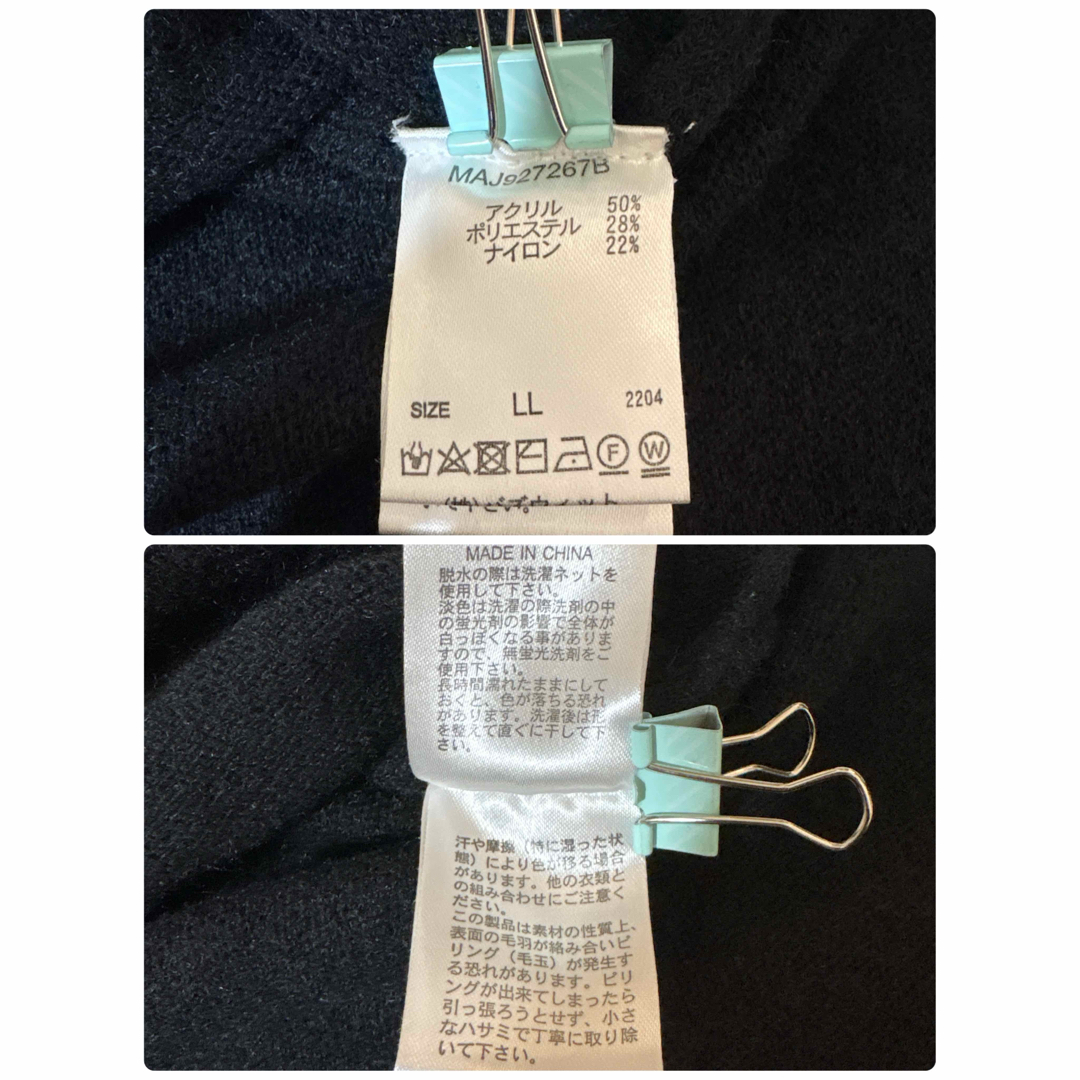 MAJ927267B
アクリル 50%
ポリエステル 28%
ナイロン 22%
SIZE LL 2204
F W
MADE IN CHINA
脱水の際は洗濯ネットを
使用して下さい。
淡色は洗濯の際洗剤の中
の蛍光剤の影響で全体が
白っぽくなる事がありま
すので、無蛍光洗剤をご
使用下さい。
長時間濡れたままにして
おくと、色が落ちる恐れ
があります。洗濯後は形
を整えて直ぐに干して下
さい。
汗や摩擦（特に湿った状
態）により色が移る場合
があります。他の衣類と
の組み合わせにご注意く
ださい。
この製品は素材の性質上、
表面の毛羽が絡み合いピ
リング（毛玉）が発生す
る恐れがあります。ピリ
ングが出来てしまったら
引っ張ろうとせず、小さ
なハサミで丁寧に取り除
いて下さい。